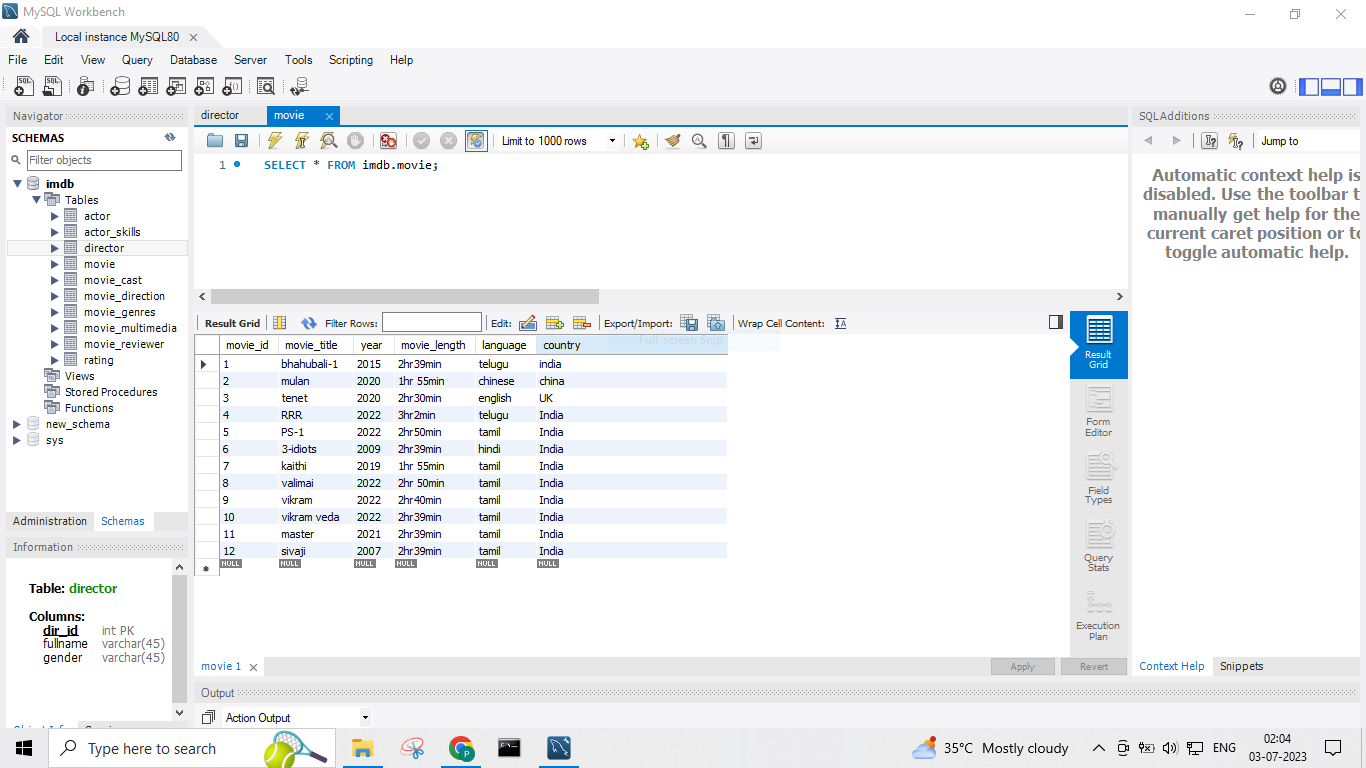 MySQL Workbench
Local instance MySQL80
File Edit View Query Database Server Tools Scripting Help
Navigator
SCHEMAS
Filter objects
imdb
Tables
actor
actor_skills
director
movie
movie_cast
movie_direction
movie_genres
movie_multimedia
movie_reviewer
rating
Views
Stored Procedures
Functions
new_schema
sys
Administration Schemas
Information
Table: director
Columns:
dir_id int PK
fullname varchar(45)
gender varchar(45)
director movie
Limit to 1000 rows
1 SELECT * FROM imdb.movie;
Result Grid Filter Rows: Edit: Export/Import: Wrap Cell Content:
Full-screen Snip
movie_id movie_title year movie_length language country
1 bhahubali-1 2015 2hr39min telugu india
2 mulan 2020 1hr 55min chinese china
3 tenet 2020 2hr30min english UK
4 RRR 2022 3hr2min telugu India
5 PS-1 2022 2hr50min tamil India
6 3-idiots 2009 2hr39min hindi India
7 kaithi 2019 1hr 55min tamil India
8 valimai 2022 2hr 50min tamil India
9 vikram 2022 2hr40min tamil India
10 vikram veda 2022 2hr39min tamil India
11 master 2021 2hr39min tamil India
12 sivaji 2007 2hr39min tamil India
NULL NULL NULL NULL NULL NULL
Result
Grid
Form
Editor
Field
Types
Query
Stats
Execution
Plan
movie 1
Apply Revert
Output
Action Output
SQLAdditions
Jump to
Automatic context help is
disabled. Use the toolbar t
manually get help for the
current caret position or to
toggle automatic help.
Context Help Snippets
Type here to search
35°C Mostly cloudy
ENG
02:04
03-07-2023